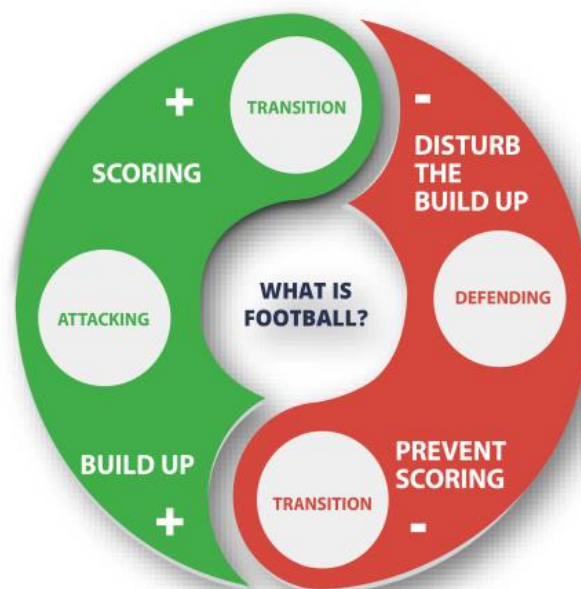 +
TRANSITION
-
SCORING
DISTURB
THE
BUILD UP
ATTACKING
WHAT IS
FOOTBALL?
DEFENDING
BUILD UP
+
TRANSITION
PREVENT
SCORING
-